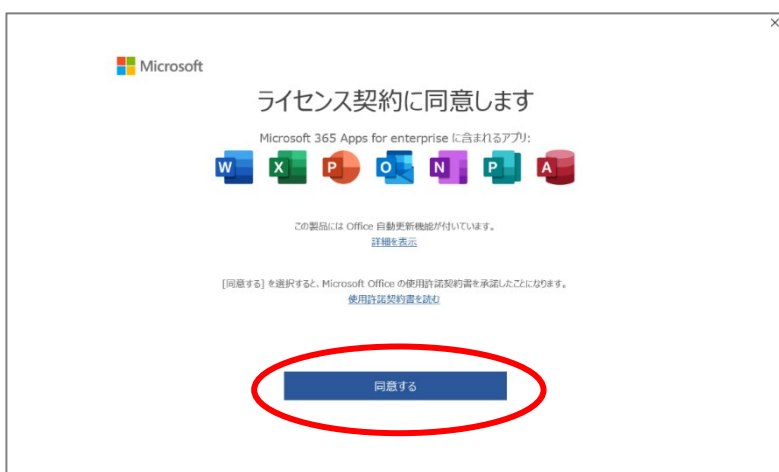 Microsoft
ライセンス契約に同意します
Microsoft 365 Apps for enterprise に含まれるアプリ:
W X P O N P A
この製品には Office 自動更新機能が付いています。
詳細を表示
[同意する] を選択すると、Microsoft Office の使用許諾契約書を承諾したことになります。
使用許諾契約書を読む
同意する